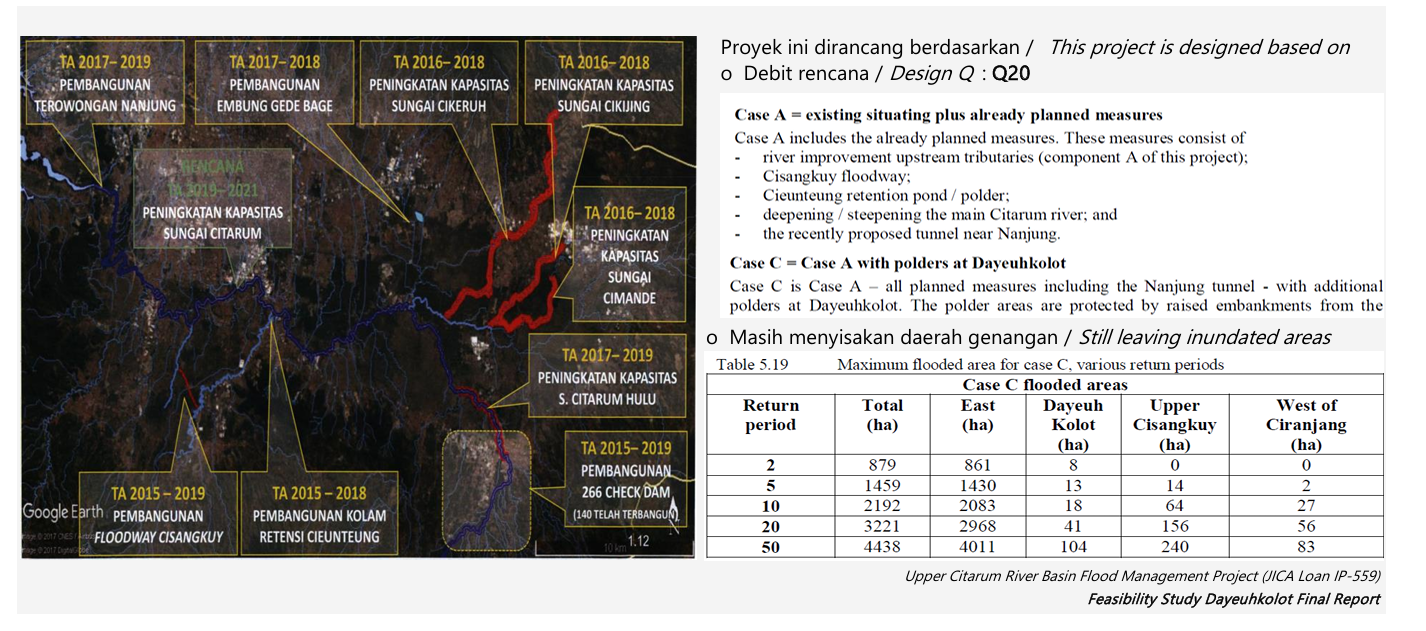 TA 2017– 2019
PEMBANGUNAN
TEROWONGAN NANJUNG
TA 2017– 2018
PEMBANGUNAN
EMBUNG GEDE BAGE
TA 2016– 2018
PENINGKATAN KAPASITAS
SUNGAI CIKERUH
TA 2016– 2018
PENINGKATAN KAPASITAS
SUNGAI CIKIJING
RENCANA
TA 2019– 2021
PENINGKATAN KAPASITAS
SUNGAI CITARUM
TA 2016– 2018
PENINGKATAN
KAPASITAS
SUNGAI
CIMANDE
TA 2017– 2019
PENINGKATAN KAPASITAS
S. CITARUM HULU
TA 2015– 2019
PEMBANGUNAN
266 CHECK DAM
(140 TELAH TERBANGUN)
TA 2015 – 2019
PEMBANGUNAN
FLOODWAY CISANGKUY
TA 2015 – 2018
PEMBANGUNAN KOLAM
RETENSI CIEUNTEUNG
Google Earth
10 km
1.12
Proyek ini dirancang berdasarkan / This project is designed based on
o Debit rencana / Design Q : Q20
Case A = existing situating plus already planned measures
Case A includes the already planned measures. These measures consist of
- river improvement upstream tributaries (component A of this project);
- Cisangkuy floodway;
- Cieunteung retention pond / polder;
- deepening / steepening the main Citarum river; and
- the recently proposed tunnel near Nanjung.
Case C = Case A with polders at Dayeuhkolot
Case C is Case A – all planned measures including the Nanjung tunnel - with additional
polders at Dayeuhkolot. The polder areas are protected by raised embankments from the
o Masih menyisakan daerah genangan / Still leaving inundated areas
Table 5.19 Maximum flooded area for case C, various return periods
Case C flooded areas
Return period Total (ha) East (ha) Dayeuh Kolot (ha) Upper Cisangkuy (ha) West of Ciranjang (ha)
2 879 861 8 0 0
5 1459 1430 13 14 2
10 2192 2083 18 64 27
20 3221 2968 41 156 56
50 4438 4011 104 240 83
Upper Citarum River Basin Flood Management Project (JICA Loan IP-559)
Feasibility Study Dayeuhkolot Final Report